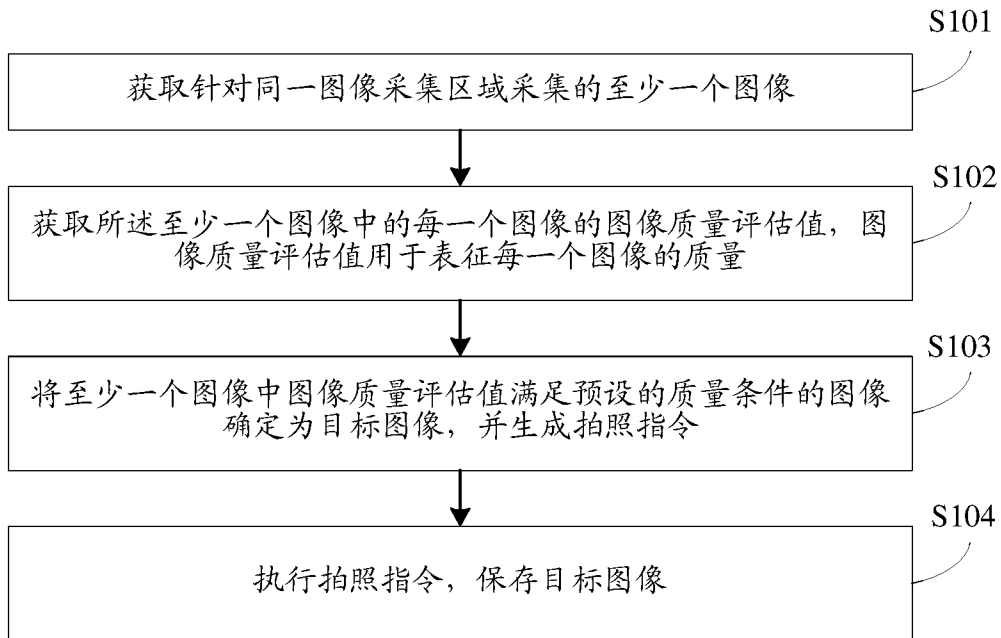 S101
获取针对同一图像采集区域采集的至少一个图像
S102
获取所述至少一个图像中的每一个图像的图像质量评估值，图
像质量评估值用于表征每一个图像的质量
S103
将至少一个图像中图像质量评估值满足预设的质量条件的图像
确定为目标图像，并生成拍照指令
S104
执行拍照指令，保存目标图像